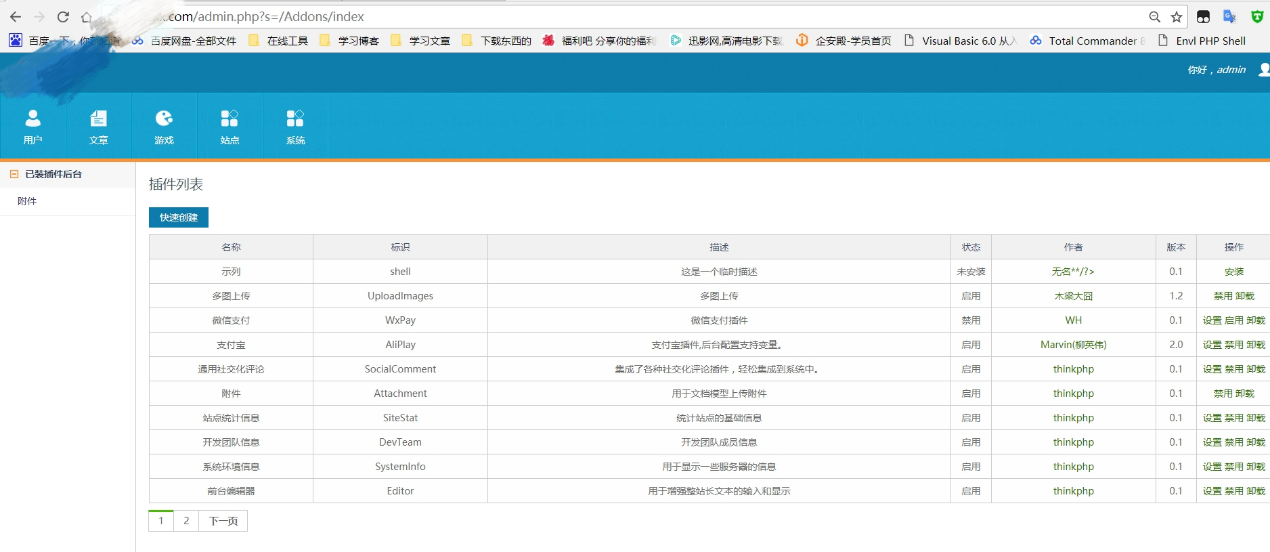 .com/admin.php?s=/Addons/index
百度一下，你 百度网盘-全部文件 在线工具 学习博客 学习文章 下载东西的 福利吧 分享你的福利 迅影网,高清电影下载 企安殿-学员首页 Visual Basic 6.0 从 Total Commander Envl PHP Shell
你好，admin
用户 文章 游戏 站点 系统
已装插件后台
附件
插件列表
快速创建
名称 标识 描述 状态 作者 版本 操作
示列 shell 这是一个临时描述 未安装 无名**/?> 0.1 安装
多图上传 UploadImages 多图上传 启用 木梁大囧 1.2 禁用 卸载
微信支付 WxPay 微信支付插件 禁用 WH 0.1 设置 启用 卸载
支付宝 AliPlay 支付宝插件,后台配置支持变量。 启用 Marvin(柳英伟) 2.0 设置 禁用 卸载
通用社交化评论 SocialComment 集成了各种社交化评论插件，轻松集成到系统中。 启用 thinkphp 0.1 设置 禁用 卸载
附件 Attachment 用于文档模型上传附件 启用 thinkphp 0.1 禁用 卸载
站点统计信息 SiteStat 统计站点的基础信息 启用 thinkphp 0.1 设置 禁用 卸载
开发团队信息 DevTeam 开发团队成员信息 启用 thinkphp 0.1 设置 禁用 卸载
系统环境信息 SystemInfo 用于显示一些服务器的信息 启用 thinkphp 0.1 设置 禁用 卸载
前台编辑器 Editor 用于增强整站长文本的输入和显示 启用 thinkphp 0.1 设置 禁用 卸载
1 2 下一页